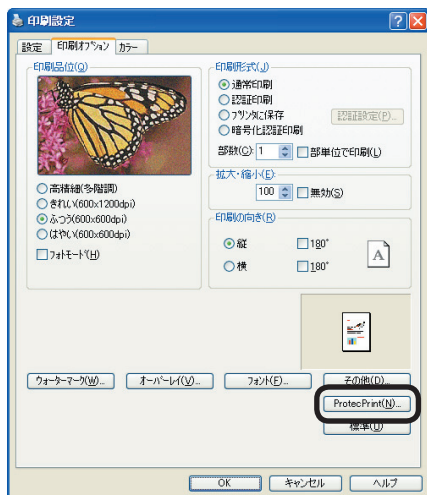 印刷設定
設定 印刷オプション カラー
印刷品位(Q)
高精細(多階調)
きれい(600x1200dpi)
ふつう(600x600dpi)
はやい(600x600dpi)
フォトモード(H)
印刷形式(J)
通常印刷
認証印刷
プリンタに保存
認証設定(P)...
暗号化認証印刷
部数(C): 1 部単位で印刷(L)
拡大・縮小(E):
100 無効(S)
印刷の向き(R)
縦 180°
横 180°
A
ウォーターマーク(W)... オーバーレイ(V)... フォント(F)... その他(D)...
ProtecPrint(N)...
標準(U)
OK キャンセル ヘルプ